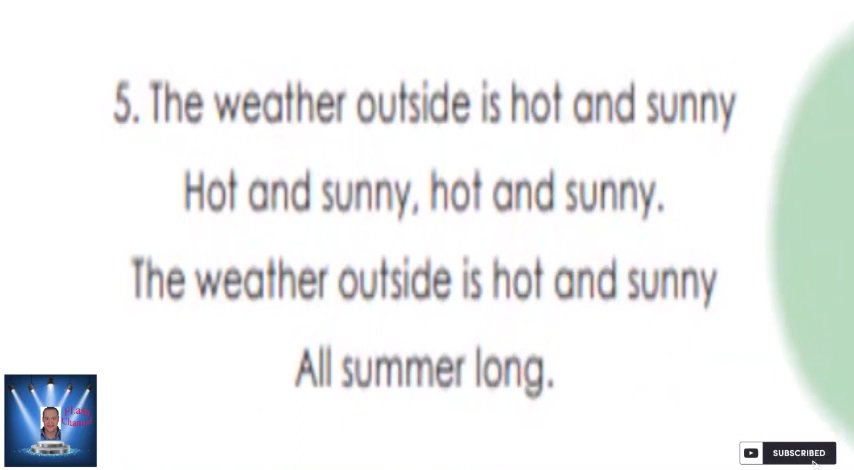 5. The weather outside is hot and sunny
Hot and sunny, hot and sunny.
The weather outside is hot and sunny
All summer long.
SUBSCRIBED